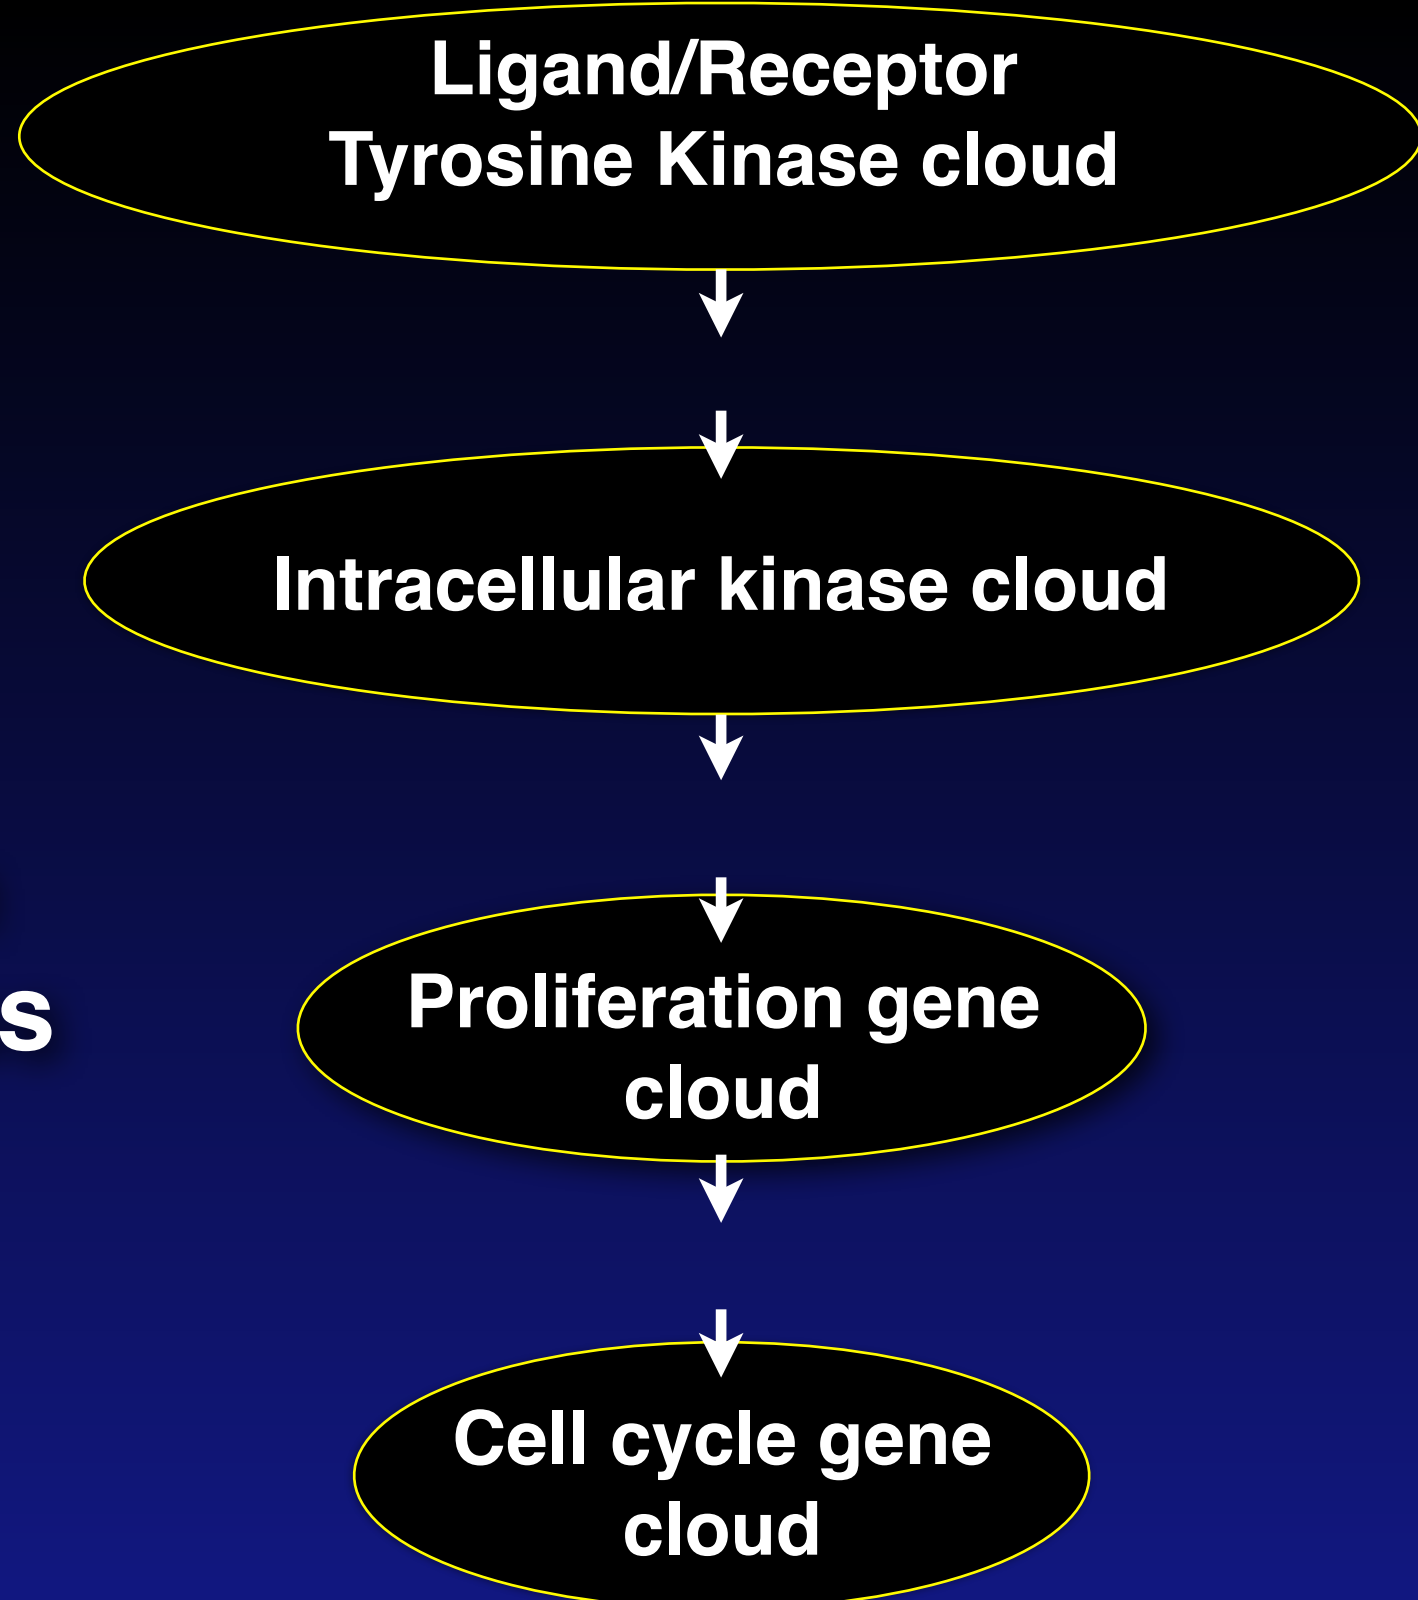 Ligand/Receptor
Tyrosine Kinase cloud
Intracellular kinase cloud
s
Proliferation gene
cloud
Cell cycle gene
cloud